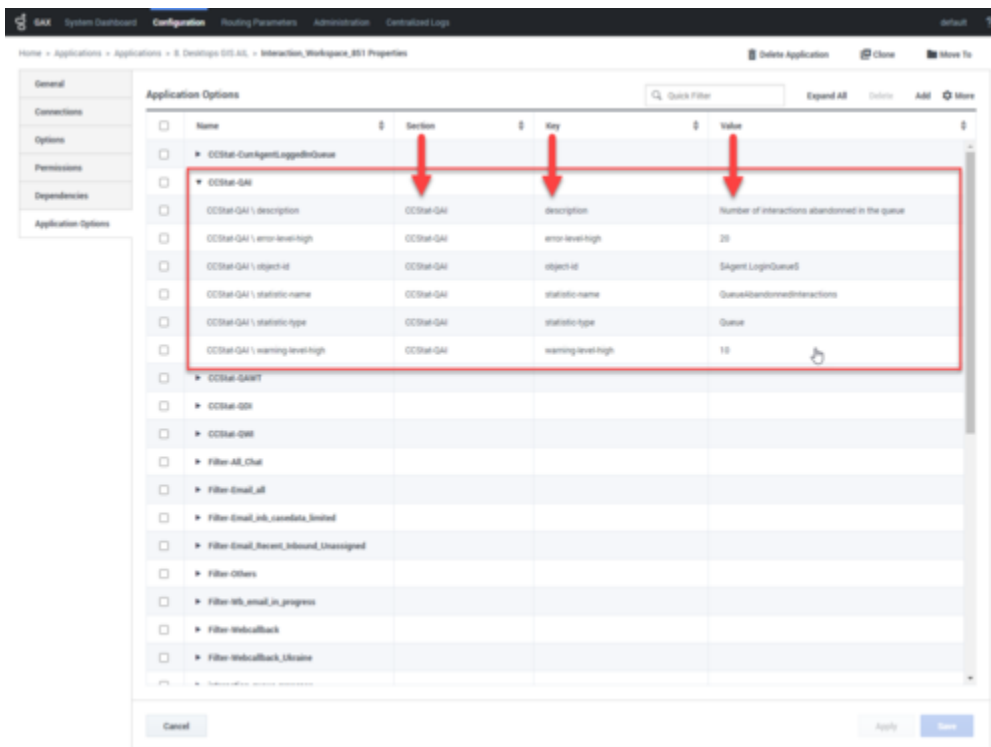 GAX System Dashboard Configuration Routing Parameters Administration Centralized Logs default ?
Home » Applications » Applications » 8. Desktops GIS AIL » Interaction_Workspace_851 Properties Delete Application Clone Move To
General
Connections
Options
Permissions
Dependencies
Application Options
Application Options Quick Filter Expand All Delete Add More
Name Section Key Value
CCStat-CurrAgentLoggedInQueue
CCStat-QAI
CCStat-QAI \ description CCStat-QAI description Number of interactions abandonned in the queue
CCStat-QAI \ error-level-high CCStat-QAI error-level-high 20
CCStat-QAI \ object-id CCStat-QAI object-id $Agent.LoginQueue$
CCStat-QAI \ statistic-name CCStat-QAI statistic-name QueueAbandonnedInteractions
CCStat-QAI \ statistic-type CCStat-QAI statistic-type Queue
CCStat-QAI \ warning-level-high CCStat-QAI warning-level-high 10
CCStat-QAWT
CCStat-QDI
CCStat-QWI
Filter-All_Chat
Filter-Email_all
Filter-Email_inb_casedata_limited
Filter-Email_Recent_Inbound_Unassigned
Filter-Others
Filter-Wb_email_in_progress
Filter-Webcallback
Filter-Webcallback_Ukraine
Cancel Apply Save